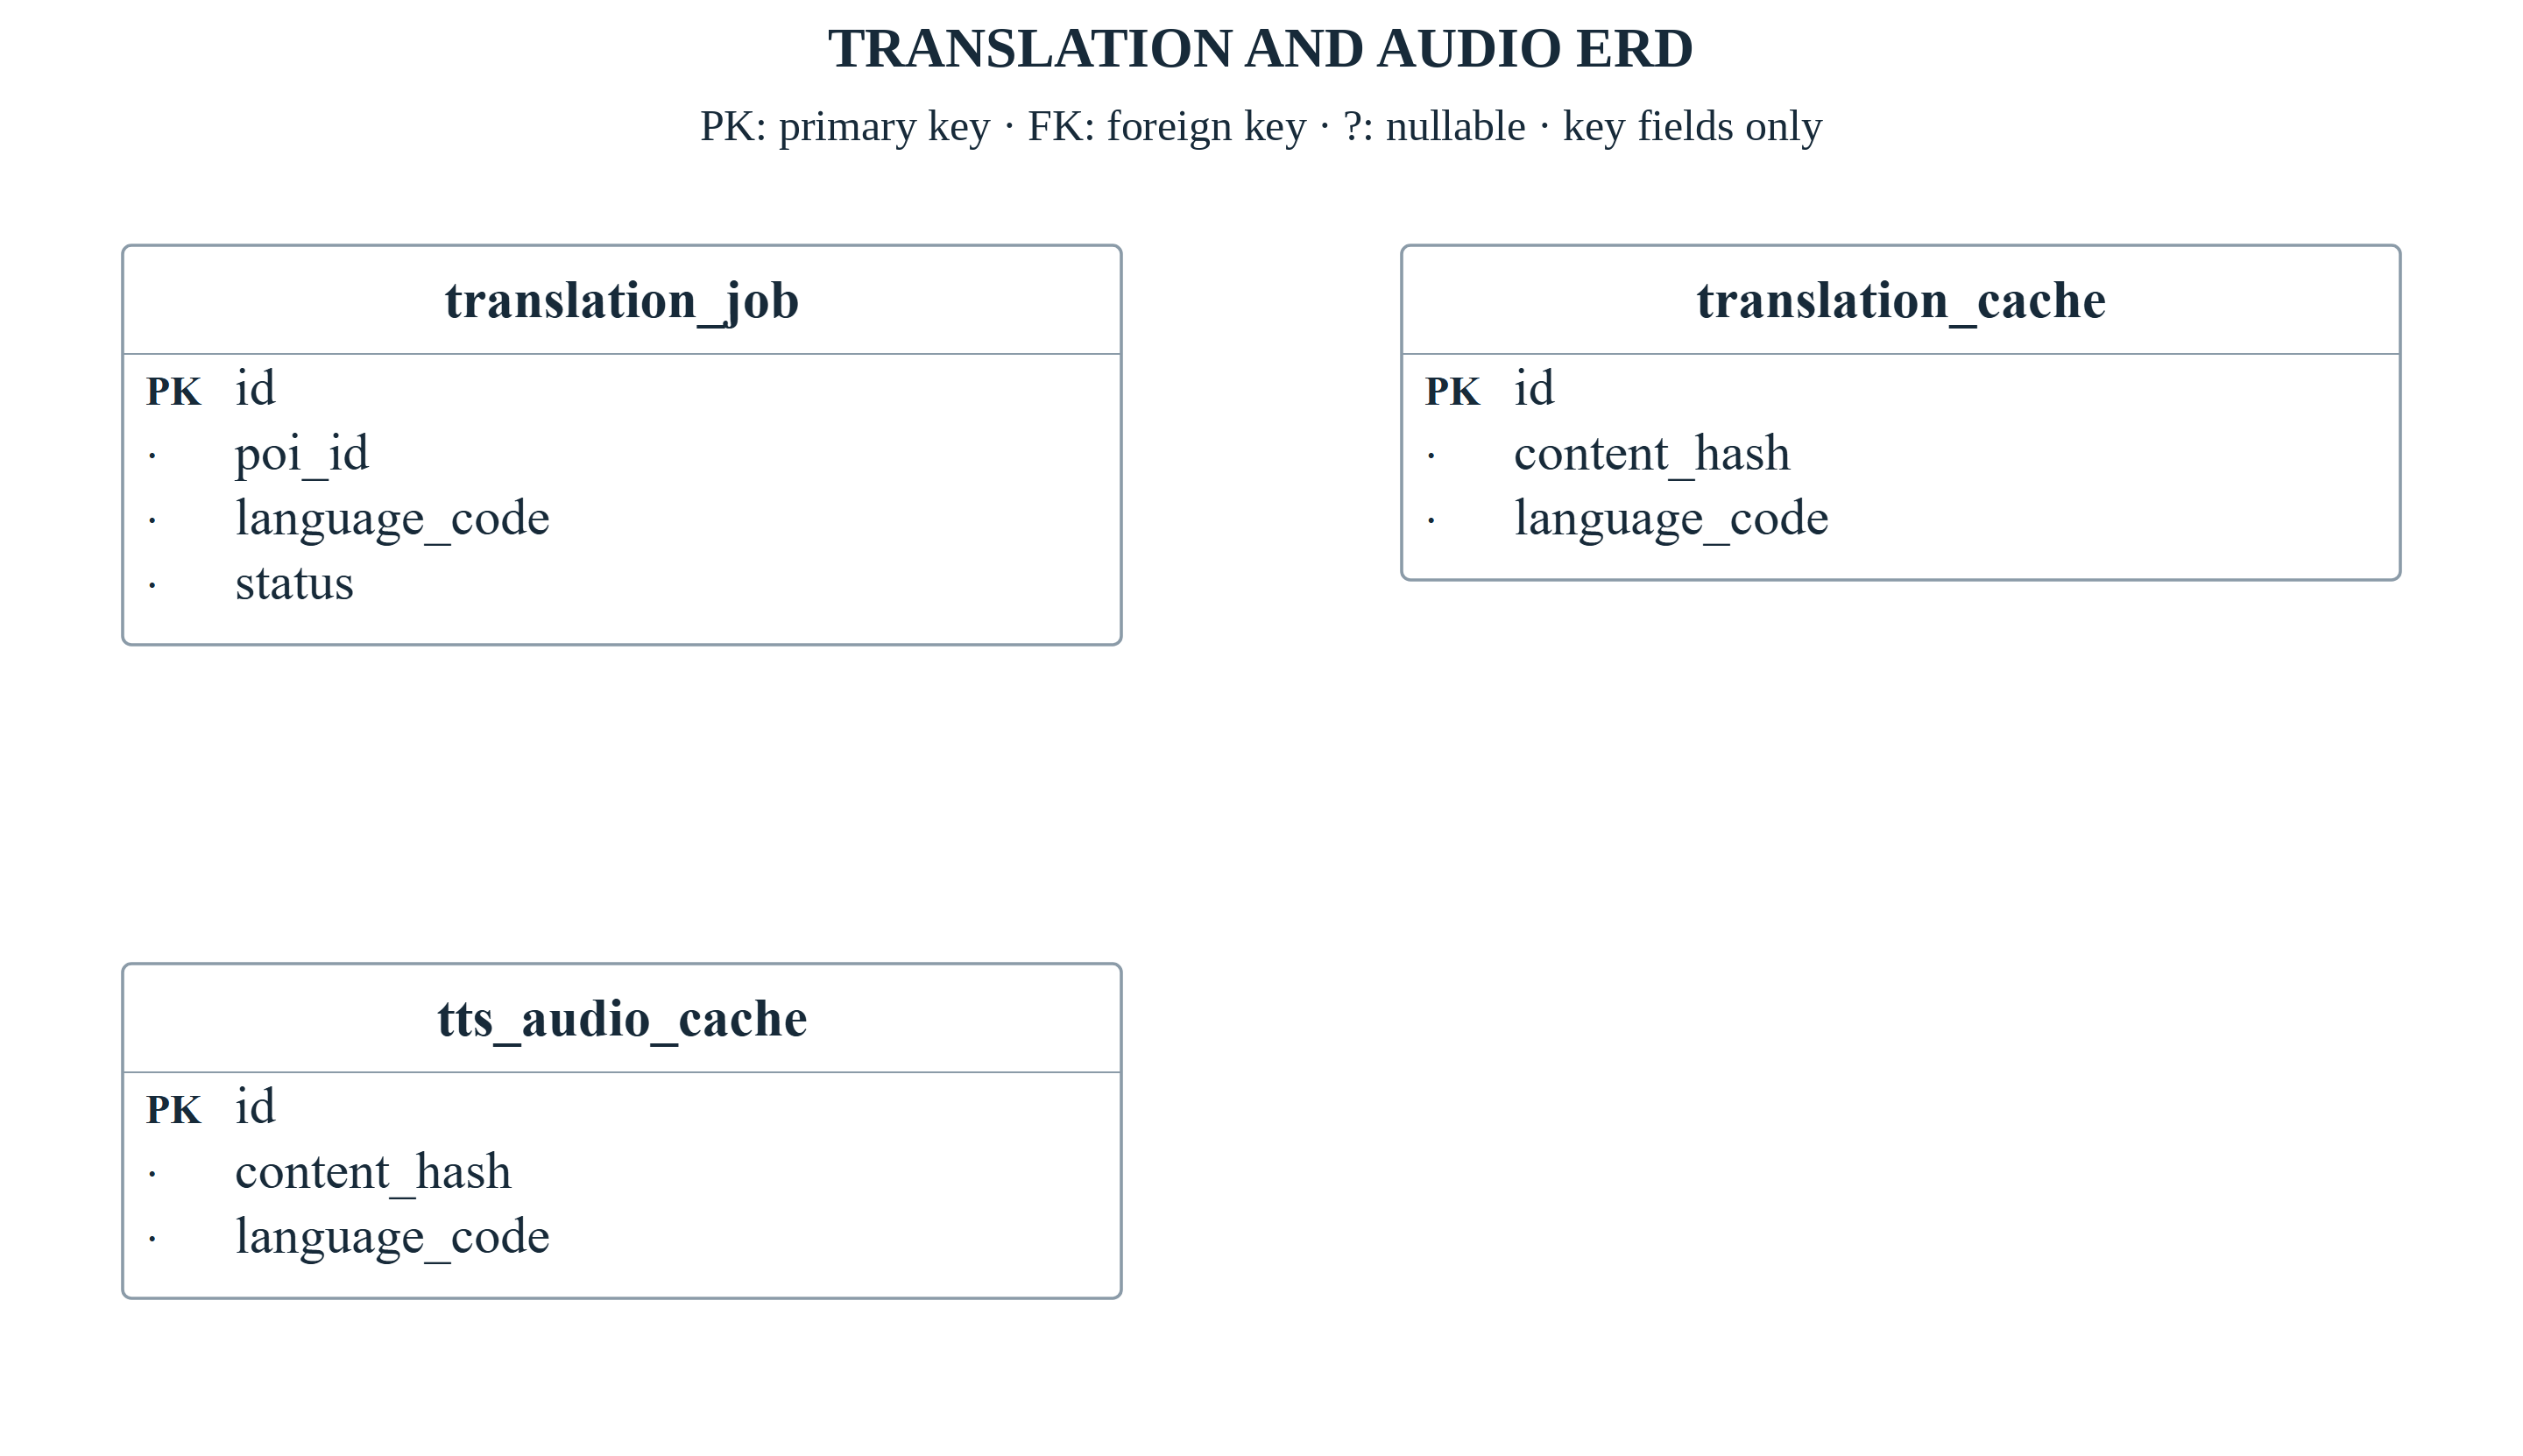 TRANSLATION AND AUDIO ERD
PK: primary key · FK: foreign key · ?: nullable · key fields only
translation_job
PK id
· poi_id
· language_code
· status
translation_cache
PK id
· content_hash
· language_code
tts_audio_cache
PK id
· content_hash
· language_code